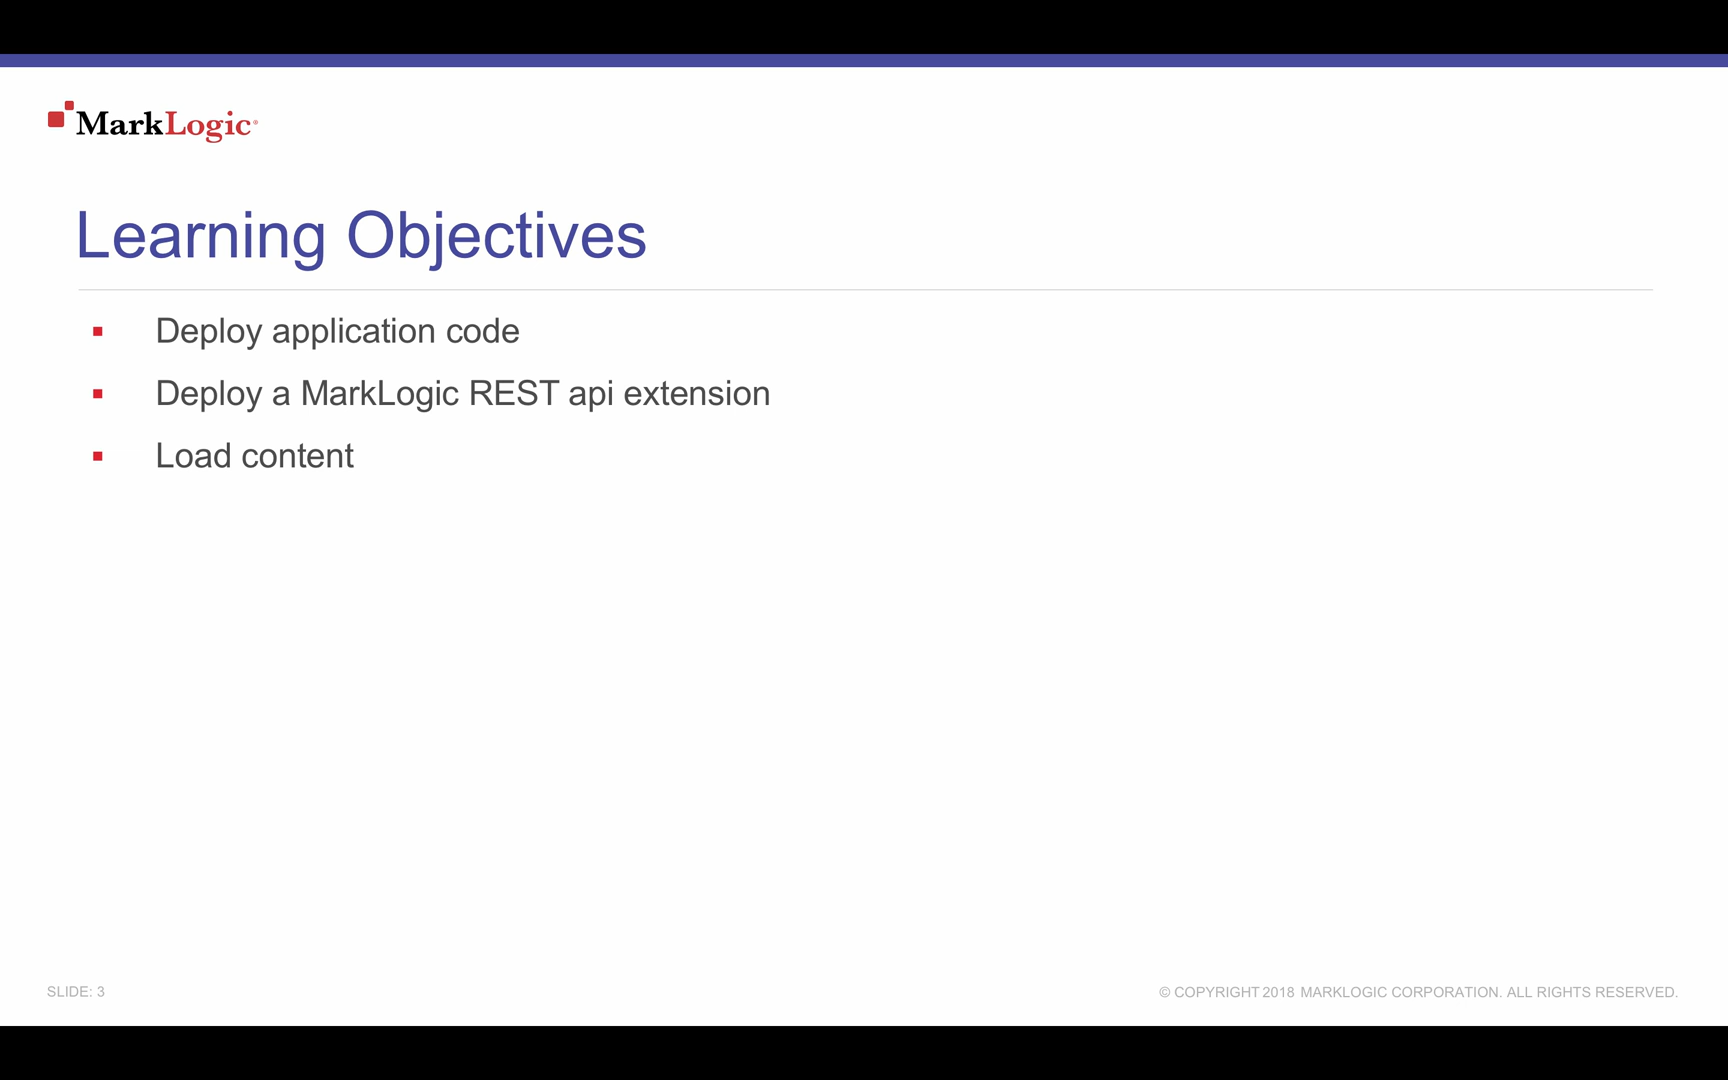 MarkLogic®
Learning Objectives
▪ Deploy application code
▪ Deploy a MarkLogic REST api extension
▪ Load content
SLIDE: 3
© COPYRIGHT 2018 MARKLOGIC CORPORATION. ALL RIGHTS RESERVED.